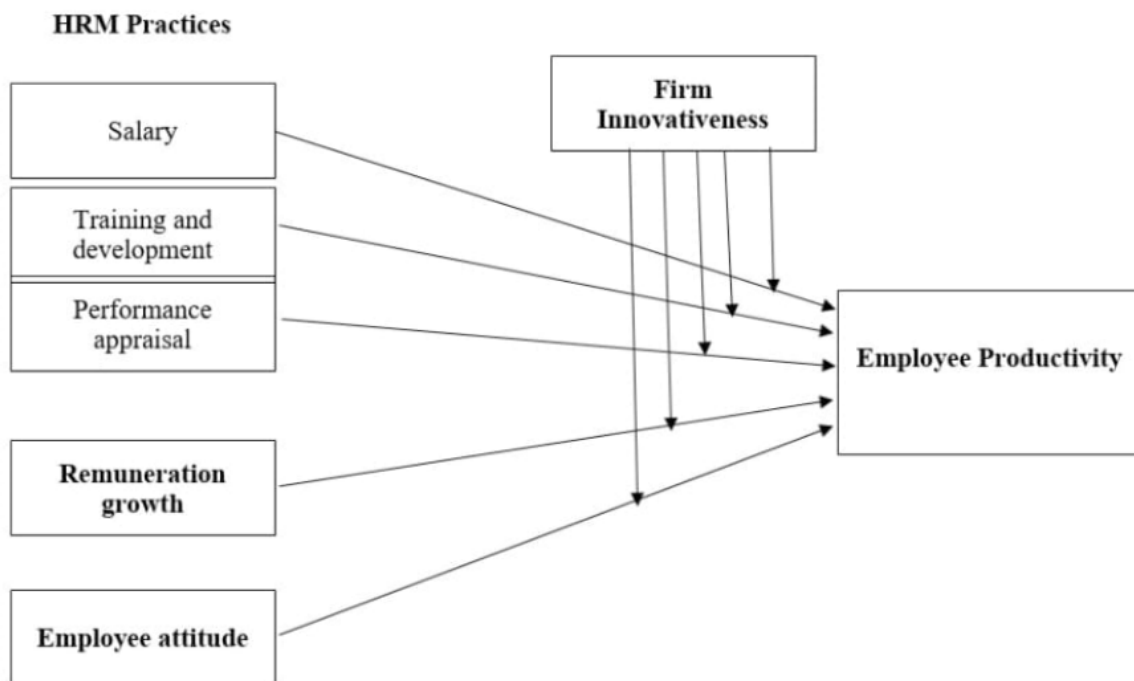 HRM Practices
Salary
Training and
development
Performance
appraisal
Remuneration
growth
Employee attitude
Firm
Innovativeness
Employee Productivity